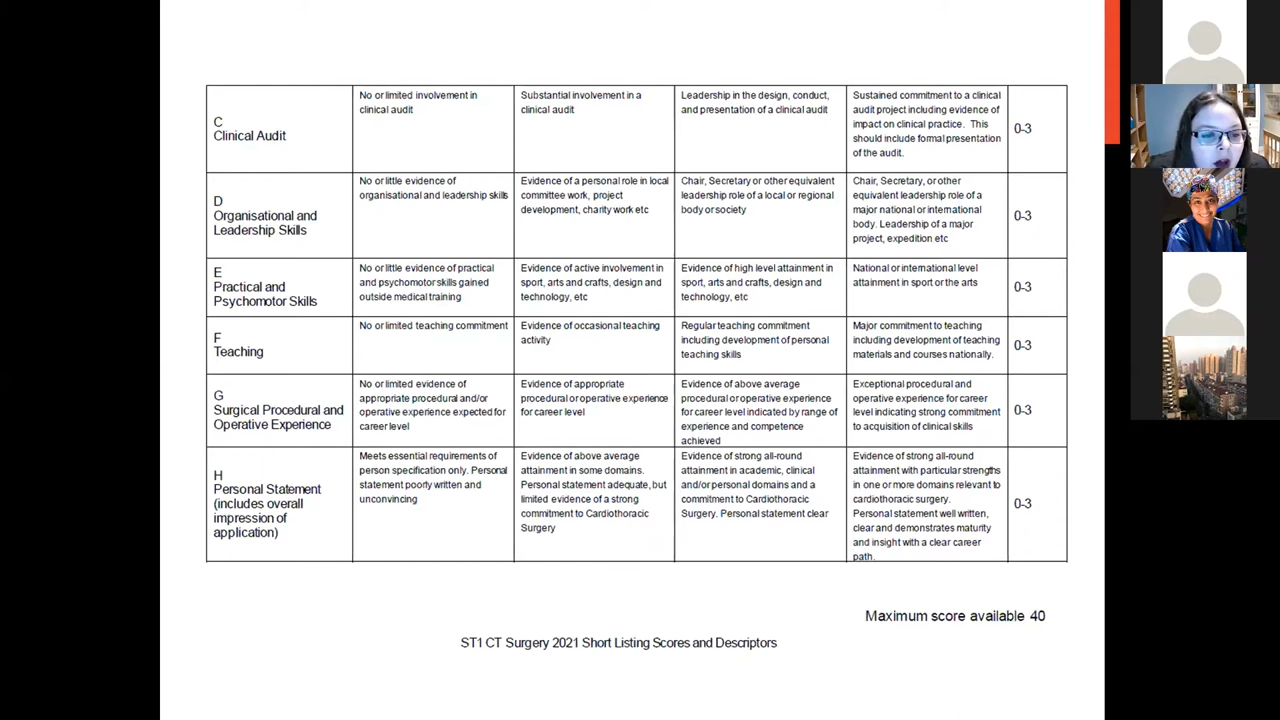 C
Clinical Audit
No or limited involvement in
clinical audit
Substantial involvement in a
clinical audit
Leadership in the design, conduct,
and presentation of a clinical audit
Sustained commitment to a clinical
audit project including evidence of
impact on clinical practice. This
should include formal presentation
of the audit.
0-3
D
Organisational and
Leadership Skills
No or little evidence of
organisational and leadership skills
Evidence of a personal role in local
committee work, project
development, charity work etc
Chair, Secretary or other equivalent
leadership role of a local or regional
body or society
Chair, Secretary, or other
equivalent leadership role of a
major national or international
body. Leadership of a major
project, expedition etc
0-3
E
Practical and
Psychomotor Skills
No or little evidence of practical
and psychomotor skills gained
outside medical training
Evidence of active involvement in
sport, arts and crafts, design and
technology, etc
Evidence of high level attainment in
sport, arts and crafts, design and
technology, etc
National or international level
attainment in sport or the arts
0-3
F
Teaching
No or limited teaching commitment
Evidence of occasional teaching
activity
Regular teaching commitment
including development of personal
teaching skills
Major commitment to teaching
including development of teaching
materials and courses nationally.
0-3
G
Surgical Procedural and
Operative Experience
No or limited evidence of
appropriate procedural and/or
operative experience expected for
career level
Evidence of appropriate
procedural or operative experience
for career level
Evidence of above average
procedural or operative experience
for career level indicated by range of
experience and competence
achieved
Exceptional procedural and
operative experience for career
level indicating strong commitment
to acquisition of clinical skills
0-3
H
Personal Statement
(includes overall
impression of
application)
Meets essential requirements of
person specification only. Personal
statement poorly written and
unconvincing
Evidence of above average
attainment in some domains.
Personal statement adequate, but
limited evidence of a strong
commitment to Cardiothoracic
Surgery
Evidence of strong all-round
attainment in academic, clinical
and/or personal domains and a
commitment to Cardiothoracic
Surgery. Personal statement clear
Evidence of strong all-round
attainment with particular strengths
in one or more domains relevant to
cardiothoracic surgery.
Personal statement well written,
clear and demonstrates maturity
and insight with a clear career
path.
0-3
Maximum score available 40
ST1 CT Surgery 2021 Short Listing Scores and Descriptors